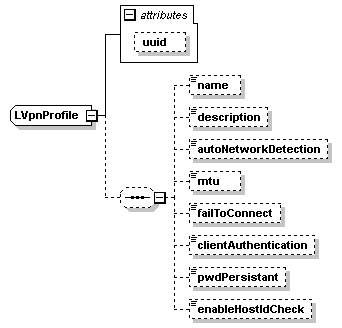 attributes
uuid
LVpnProfile
name
description
autoNetworkDetection
mtu
failToConnect
clientAuthentication
pwdPersistant
enableHostIdCheck